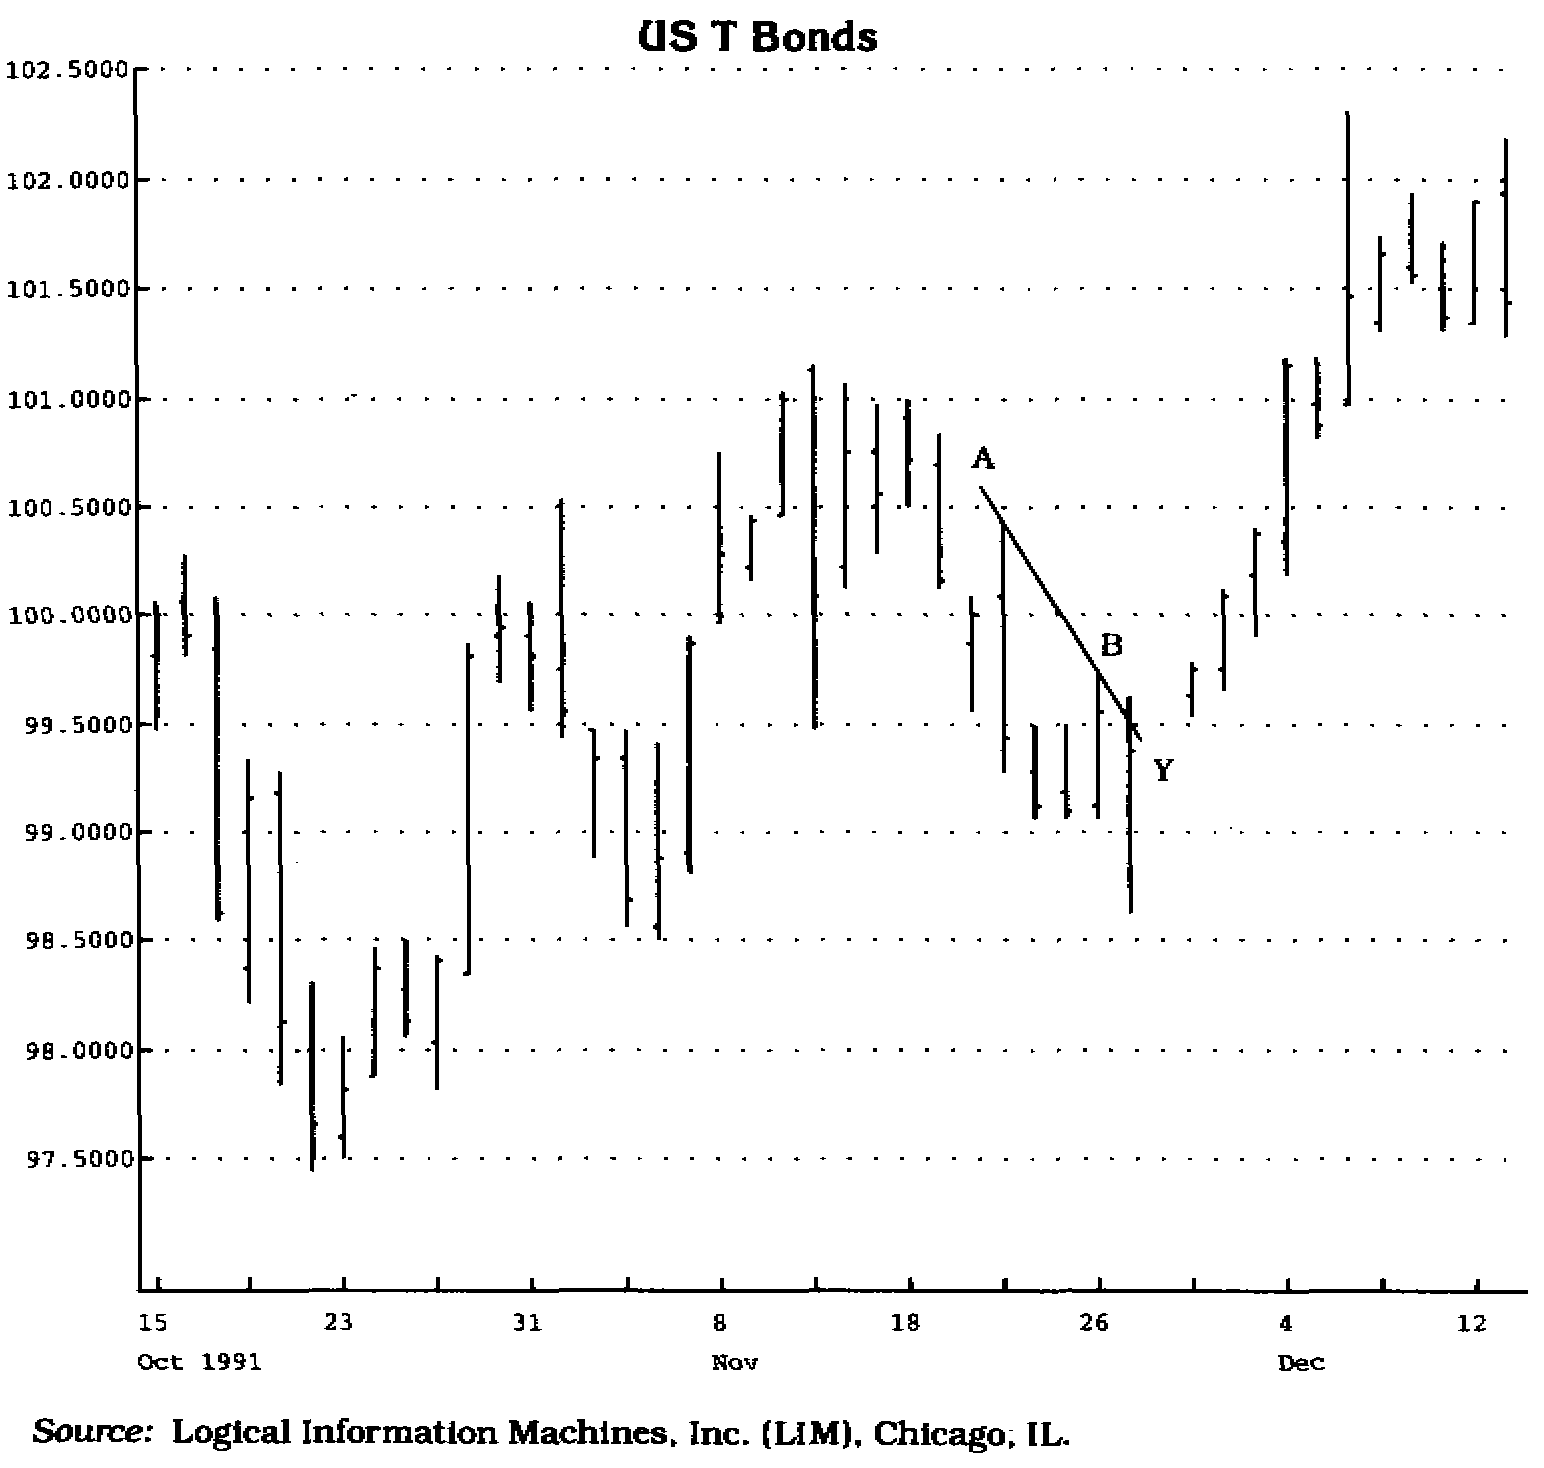 US T Bonds
102.5000
102.0000
101.5000
101.0000
100.5000
100.0000
99.5000
99.0000
98.5000
98.0000
97.5000
A
B
Y
15 23 31 8 18 26 4 12
Oct 1991 Nov Dec
Source: Logical Information Machines, Inc. (LIM), Chicago, IL.